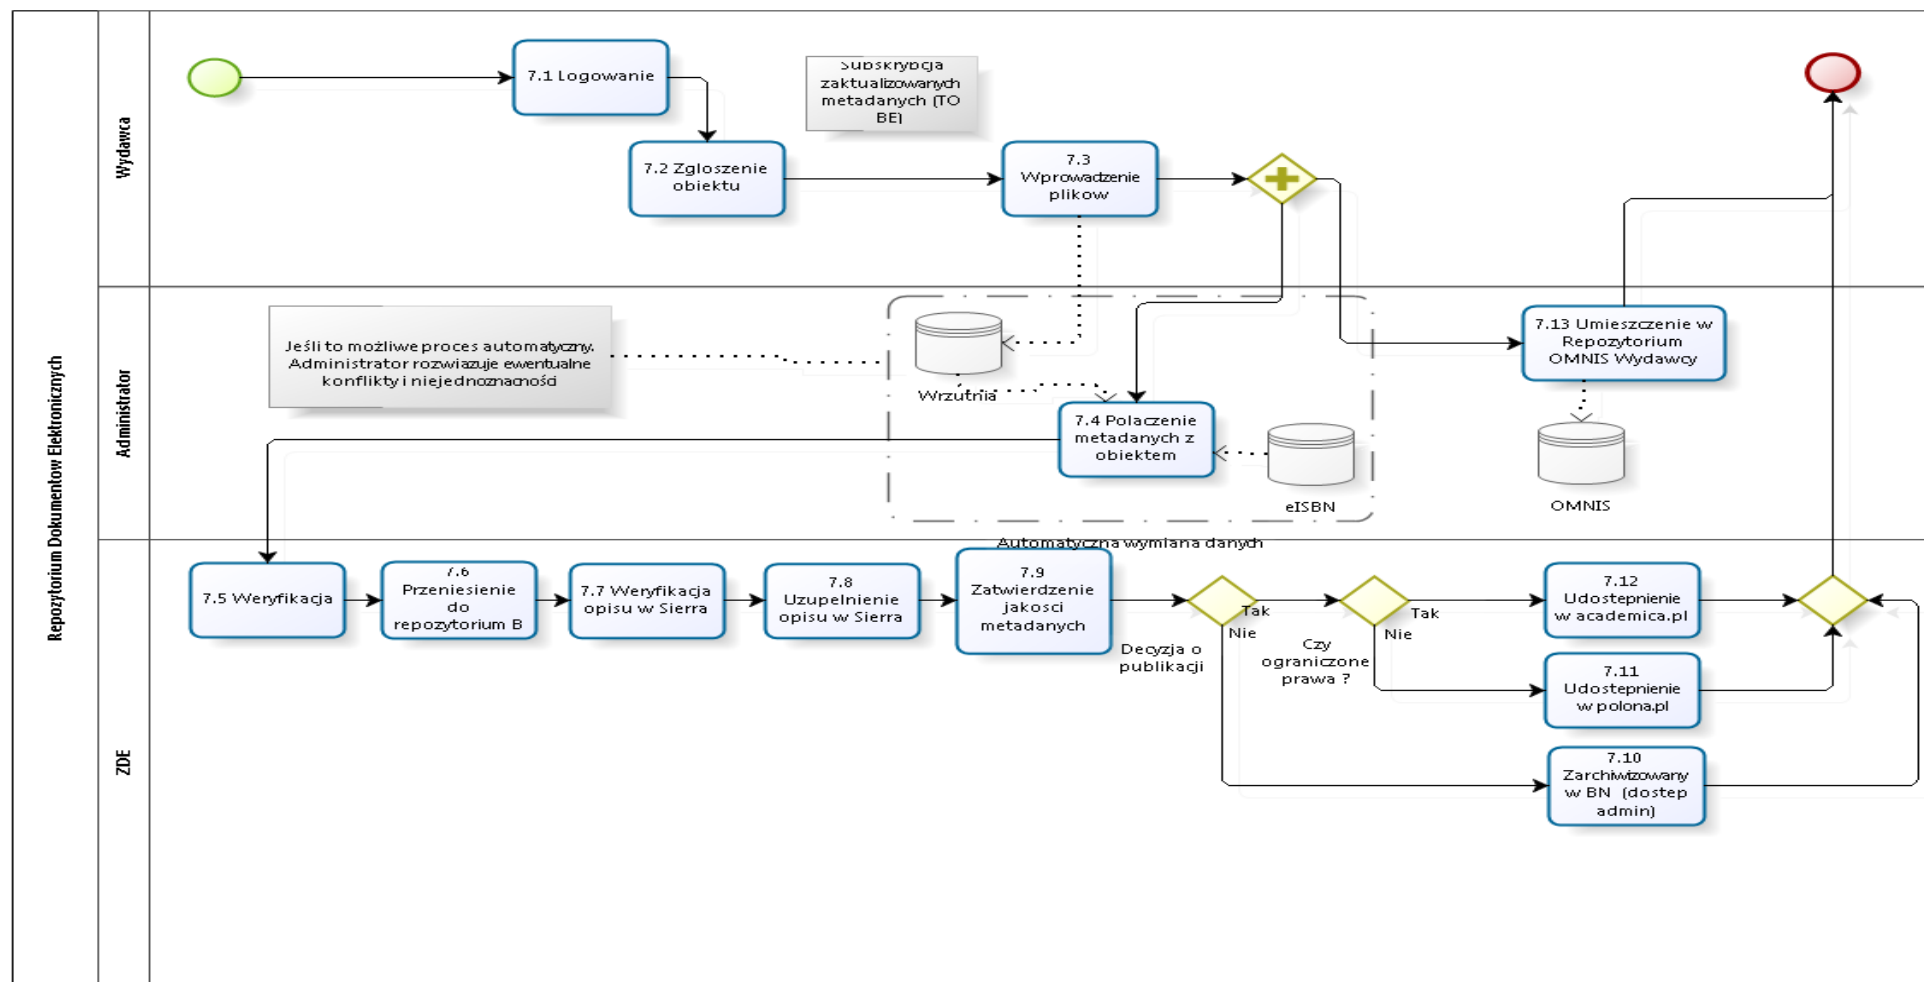 Repozytorium Dokumentow Elektronicznych
Wydawca
7.1 Logowanie
Subskrybcja
zaktualizowanych
metadanych (TO
BE)
7.2 Zgloszenie
obiektu
7.3
Wprowadzenie
plikow
Administrator
Jeśli to możliwe proces automatyczny.
Administrator rozwiazuje ewentualne
konflikty i niejednoznacności
Wrzutnia
7.4 Polaczenie
metadanych z
obiektem
eISBN
7.13 Umieszczenie w
Repozytorium
OMNIS Wydawcy
OMNIS
Automatyczna wymiana danych
ZDE
7.5 Weryfikacja
7.6
Przeniesienie
do
repozytorium B
7.7 Weryfikacja
opisu w Sierra
7.8
Uzupelnienie
opisu w Sierra
7.9
Zatwierdzenie
jakosci
metadanych
Tak
Nie
Decyzja o
publikacji
Tak
Nie
Czy
ograniczone
prawa ?
7.12
Udostepnienie
w academica.pl
7.11
Udostepnienie
w polona.pl
7.10
Zarchiwizowany
w BN (dostep
admin)